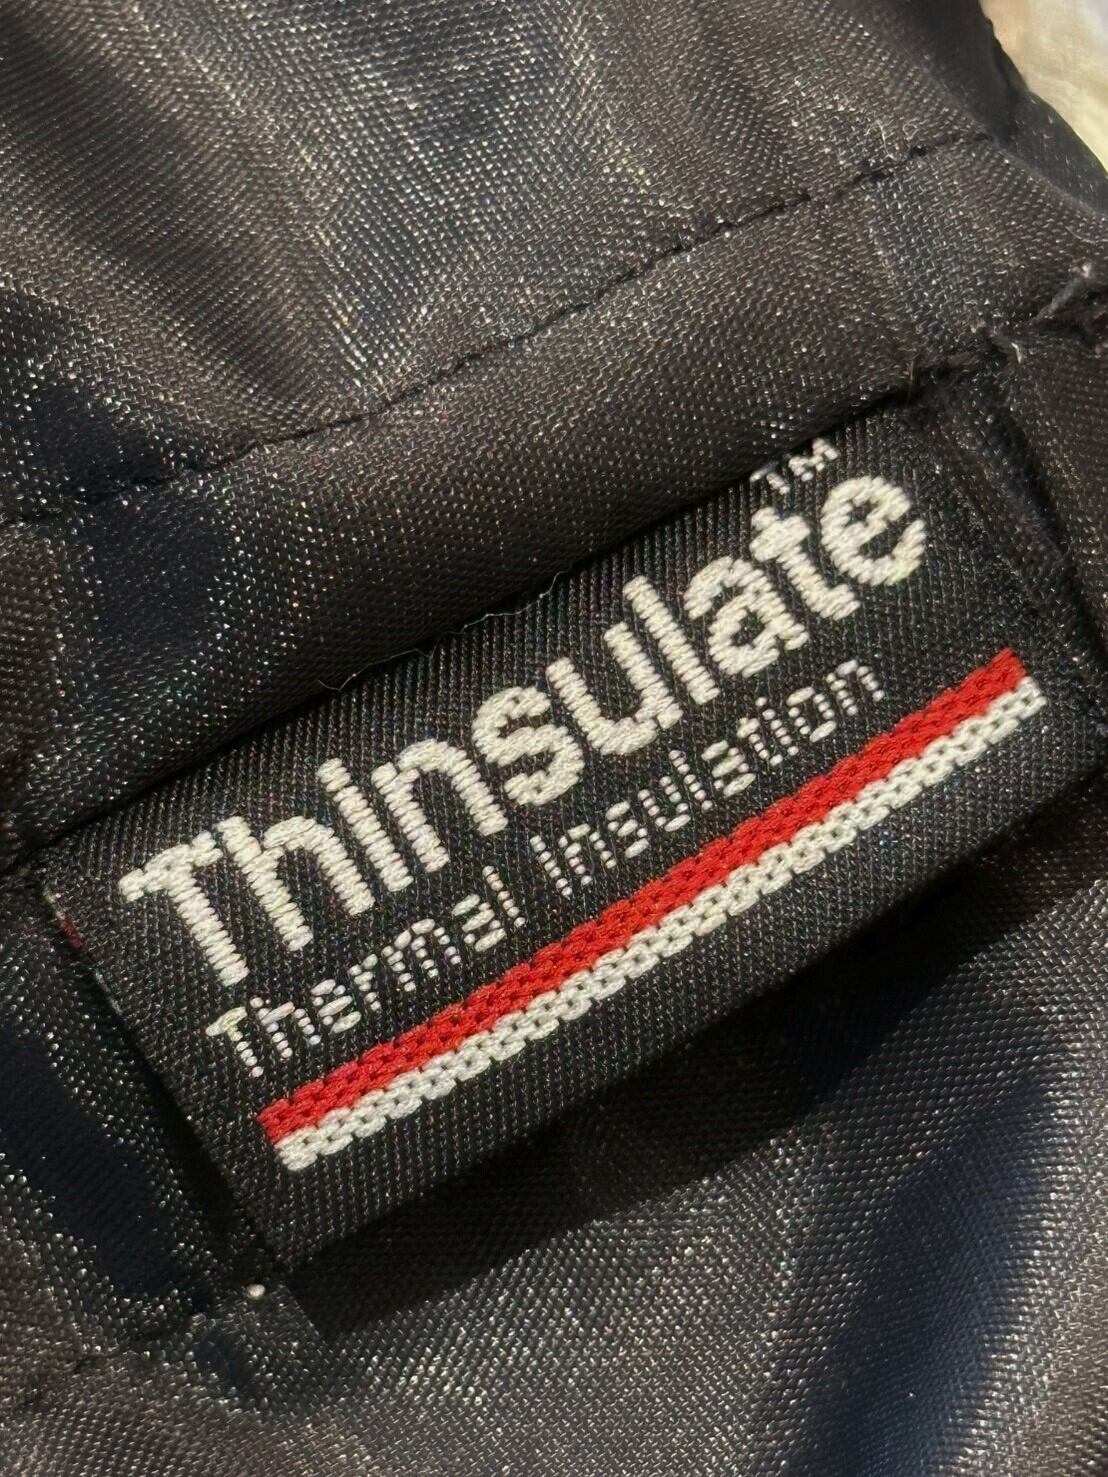 Thinsulate™
Thermal Insulation